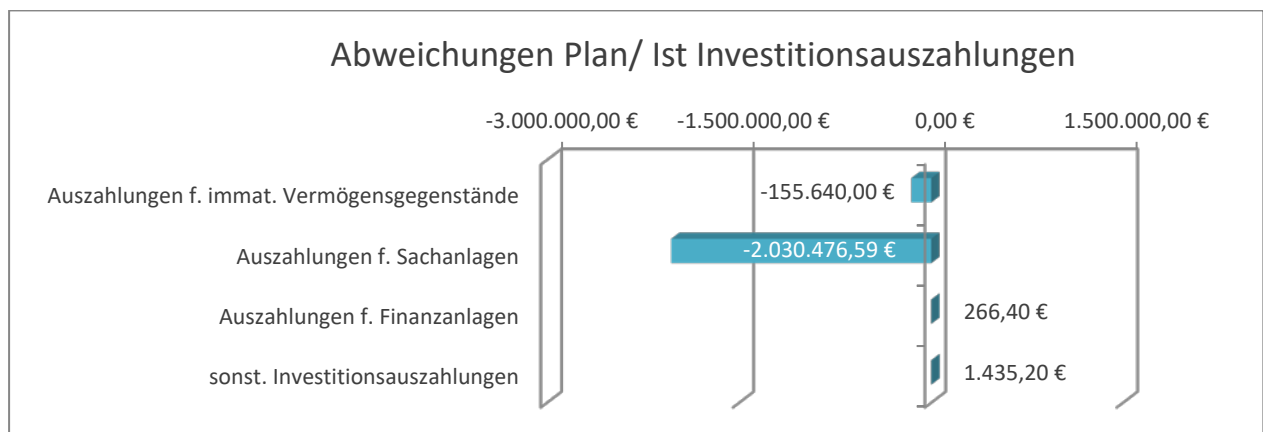 Abweichungen Plan/ Ist Investitionsauszahlungen
-3.000.000,00 € -1.500.000,00 € 0,00 € 1.500.000,00 €
Auszahlungen f. immat. Vermögensgegenstände -155.640,00 €
Auszahlungen f. Sachanlagen -2.030.476,59 €
Auszahlungen f. Finanzanlagen 266,40 €
sonst. Investitionsauszahlungen 1.435,20 €